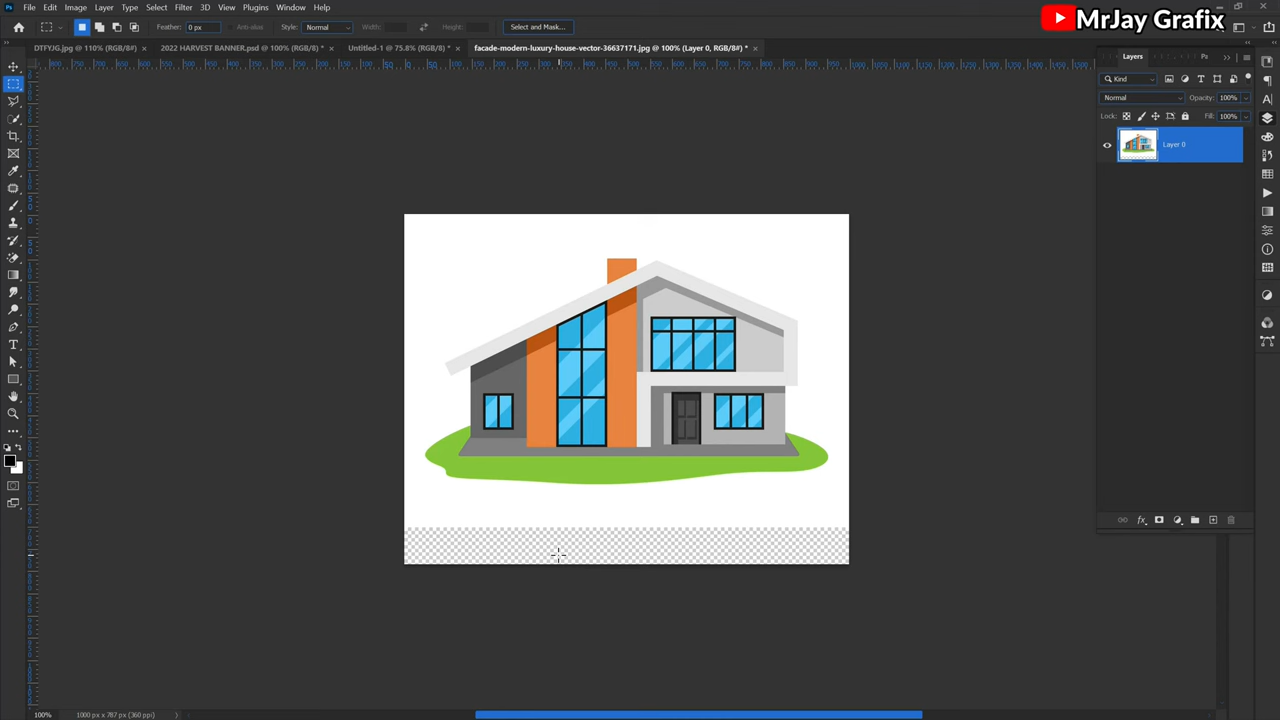 File Edit Image Layer Type Select Filter 3D View Plugins Window Help
MrJay Grafix
Feather: 0 px Anti-alias Style: Normal Width: Height: Select and Mask...
DTFYJG.jpg @ 110% (RGB/8#) × 2022 HARVEST BANNER.psd @ 100% (RGB/8) * × Untitled-1 @ 75.8% (RGB/8) * × facade-modern-luxury-house-vector-36637171.jpg @ 100% (Layer 0, RGB/8#) * ×
Layers
Kind
Normal Opacity: 100%
Lock: Fill: 100%
Layer 0
100% 1000 px x 787 px (360 ppi)